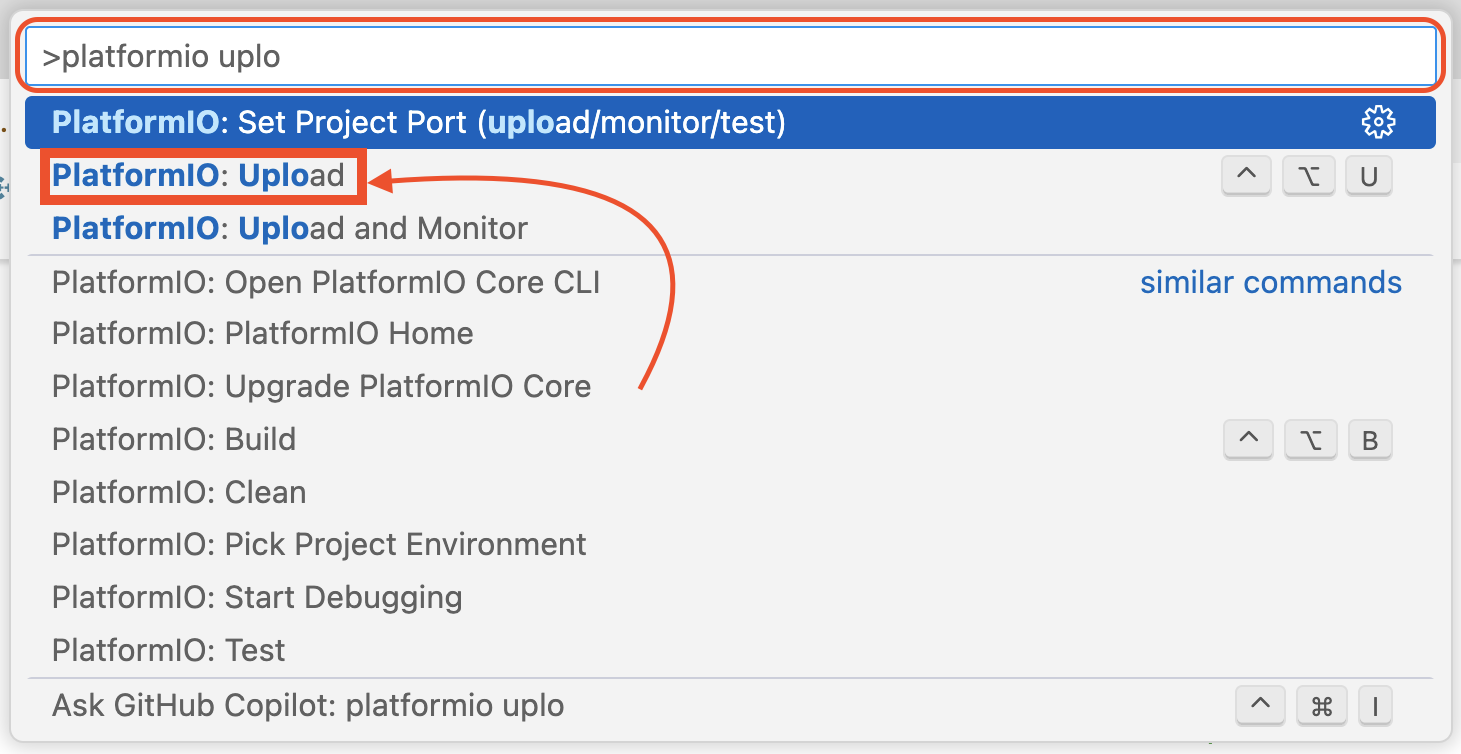 >platformio uplo
PlatformIO: Set Project Port (upload/monitor/test)
PlatformIO: Upload ^ ⌥ U
PlatformIO: Upload and Monitor
PlatformIO: Open PlatformIO Core CLI similar commands
PlatformIO: PlatformIO Home
PlatformIO: Upgrade PlatformIO Core
PlatformIO: Build ^ ⌥ B
PlatformIO: Clean
PlatformIO: Pick Project Environment
PlatformIO: Start Debugging
PlatformIO: Test
Ask GitHub Copilot: platformio uplo ^ ⌘ I